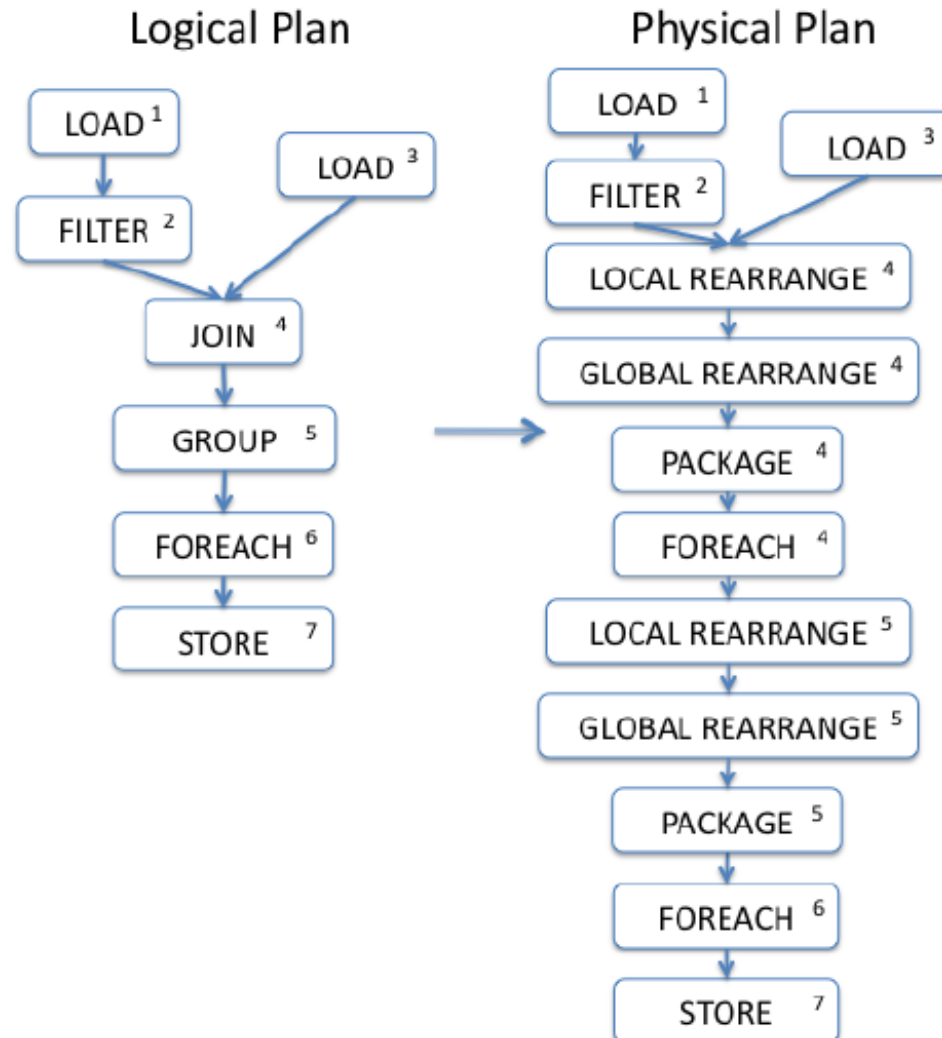 Logical Plan
LOAD 1
LOAD 3
FILTER 2
JOIN 4
GROUP 5
FOREACH 6
STORE 7
Physical Plan
LOAD 1
LOAD 3
FILTER 2
LOCAL REARRANGE 4
GLOBAL REARRANGE 4
PACKAGE 4
FOREACH 4
LOCAL REARRANGE 5
GLOBAL REARRANGE 5
PACKAGE 5
FOREACH 6
STORE 7